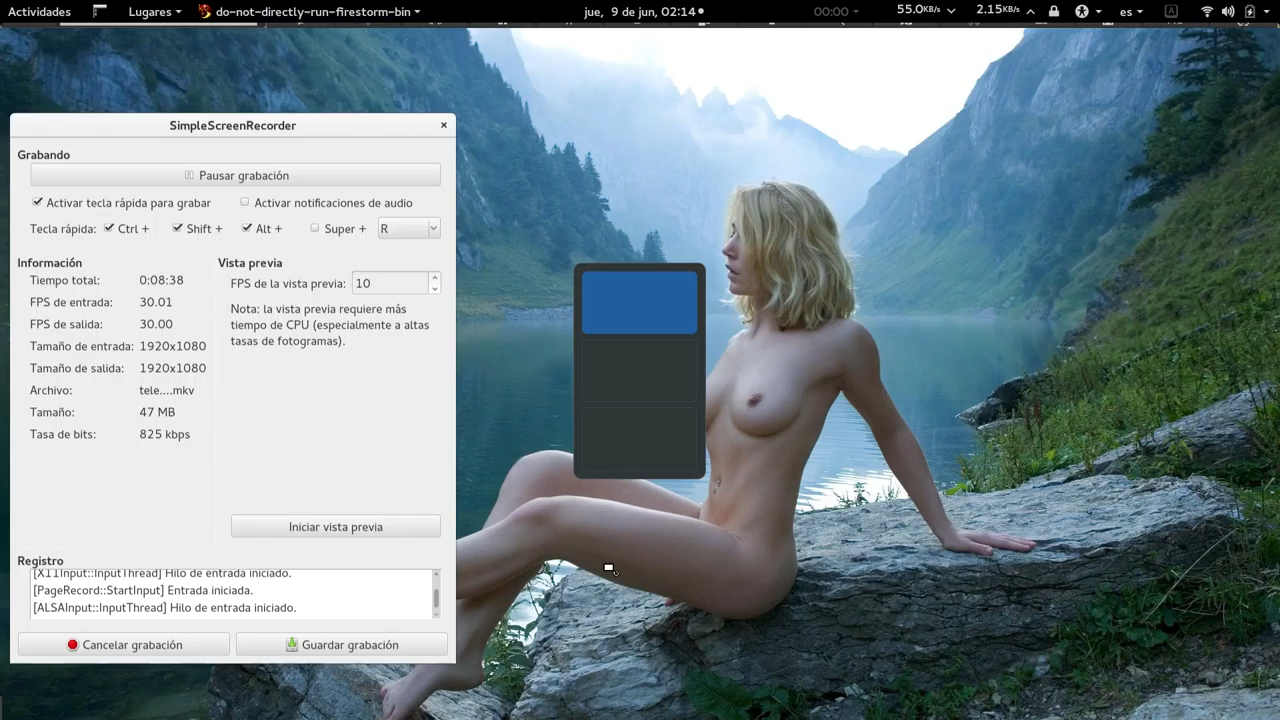 Actividades Lugares do-not-directly-run-firestorm-bin jue, 9 de jun, 02:14 00:00 55.0KB/s 2.15KB/s es A
SimpleScreenRecorder
Grabando
Pausar grabación
Activar tecla rápida para grabar Activar notificaciones de audio
Tecla rápida: Ctrl + Shift + Alt + Super + R
Información Vista previa
Tiempo total: 0:08:38 FPS de la vista previa: 10
FPS de entrada: 30.01 Nota: la vista previa requiere más
FPS de salida: 30.00 tiempo de CPU (especialmente a altas
Tamaño de entrada: 1920x1080 tasas de fotogramas).
Tamaño de salida: 1920x1080
Archivo: tele....mkv
Tamaño: 47 MB
Tasa de bits: 825 kbps
Iniciar vista previa
Registro
[X11Input::InputThread] Hilo de entrada iniciado.
[PageRecord::StartInput] Entrada iniciada.
[ALSAInput::InputThread] Hilo de entrada iniciado.
Cancelar grabación Guardar grabación